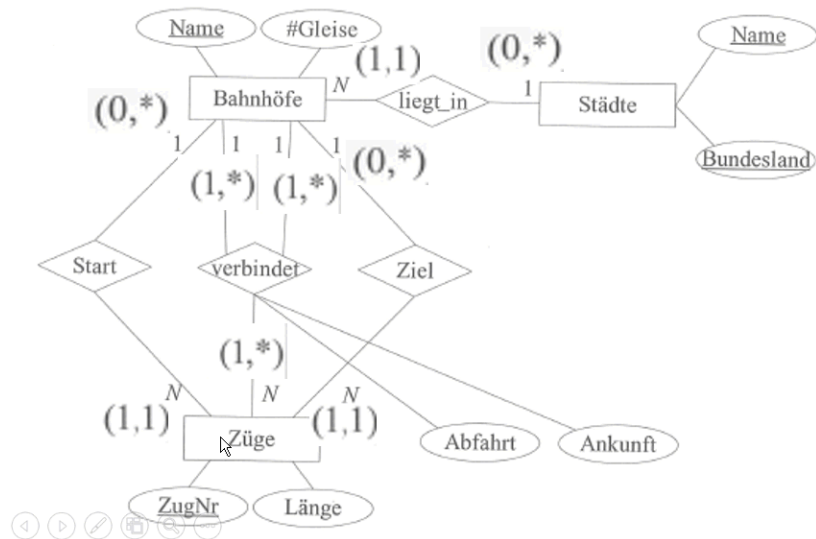 Name
#Gleise
Name
(1,1)
(0,*)
N
1
Bahnhöfe
liegt_in
Städte
(0,*)
1
1
1
1
(0,*)
Bundesland
(1,*)
(1,*)
Start
verbindet
Ziel
(1,*)
N
N
N
(1,1)
(1,1)
Züge
Abfahrt
Ankunft
ZugNr
Länge